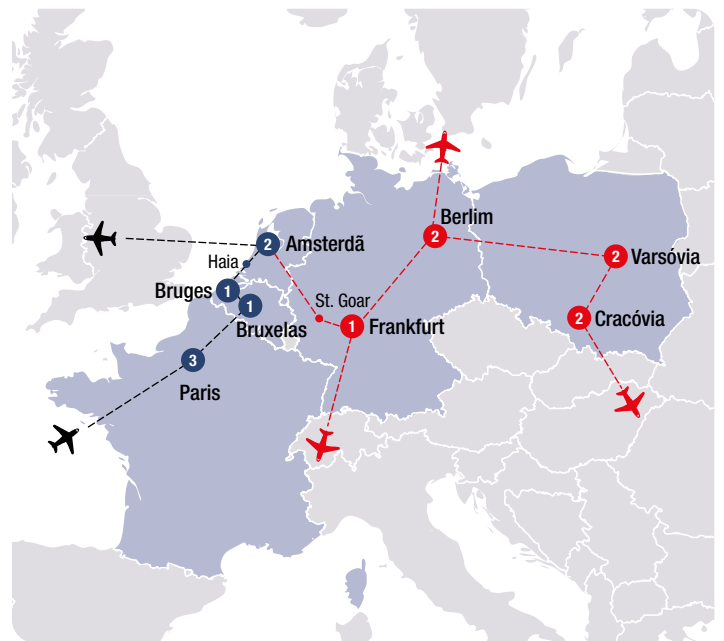 Berlim
2
2
Amsterdã
2
Varsóvia
Haia
Bruges
1
1
St. Goar
2
Cracóvia
Bruxelas
1
Frankfurt
3
Paris